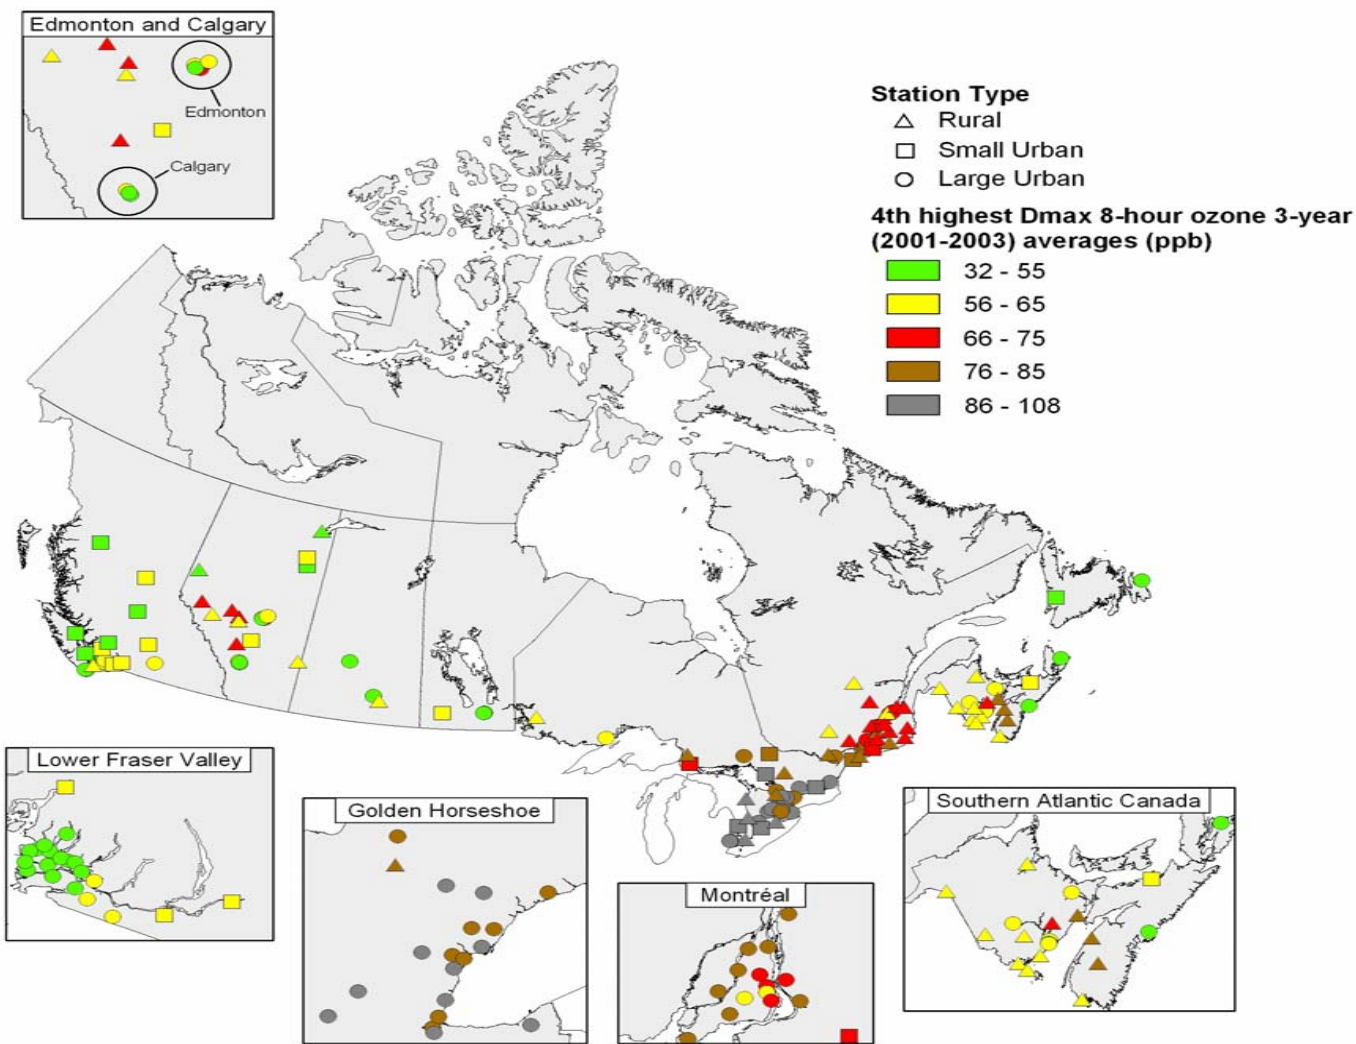 Edmonton and Calgary
Edmonton
Calgary
Station Type
Rural
Small Urban
Large Urban
4th highest Dmax 8-hour ozone 3-year
(2001-2003) averages (ppb)
32 - 55
56 - 65
66 - 75
76 - 85
86 - 108
Lower Fraser Valley
Golden Horseshoe
Montréal
Southern Atlantic Canada